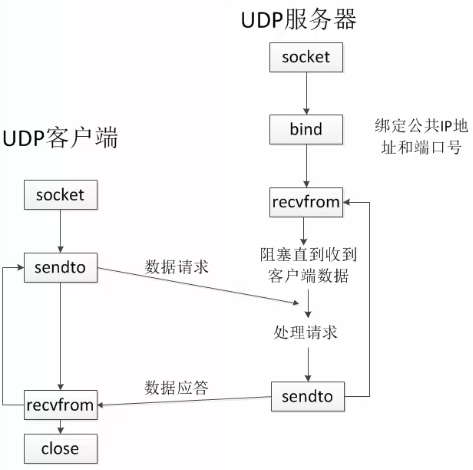 UDP服务器
socket
bind
绑定公共IP地
址和端口号
recvfrom
阻塞直到收到
客户端数据
处理请求
sendto
UDP客户端
socket
sendto
数据请求
数据应答
recvfrom
close